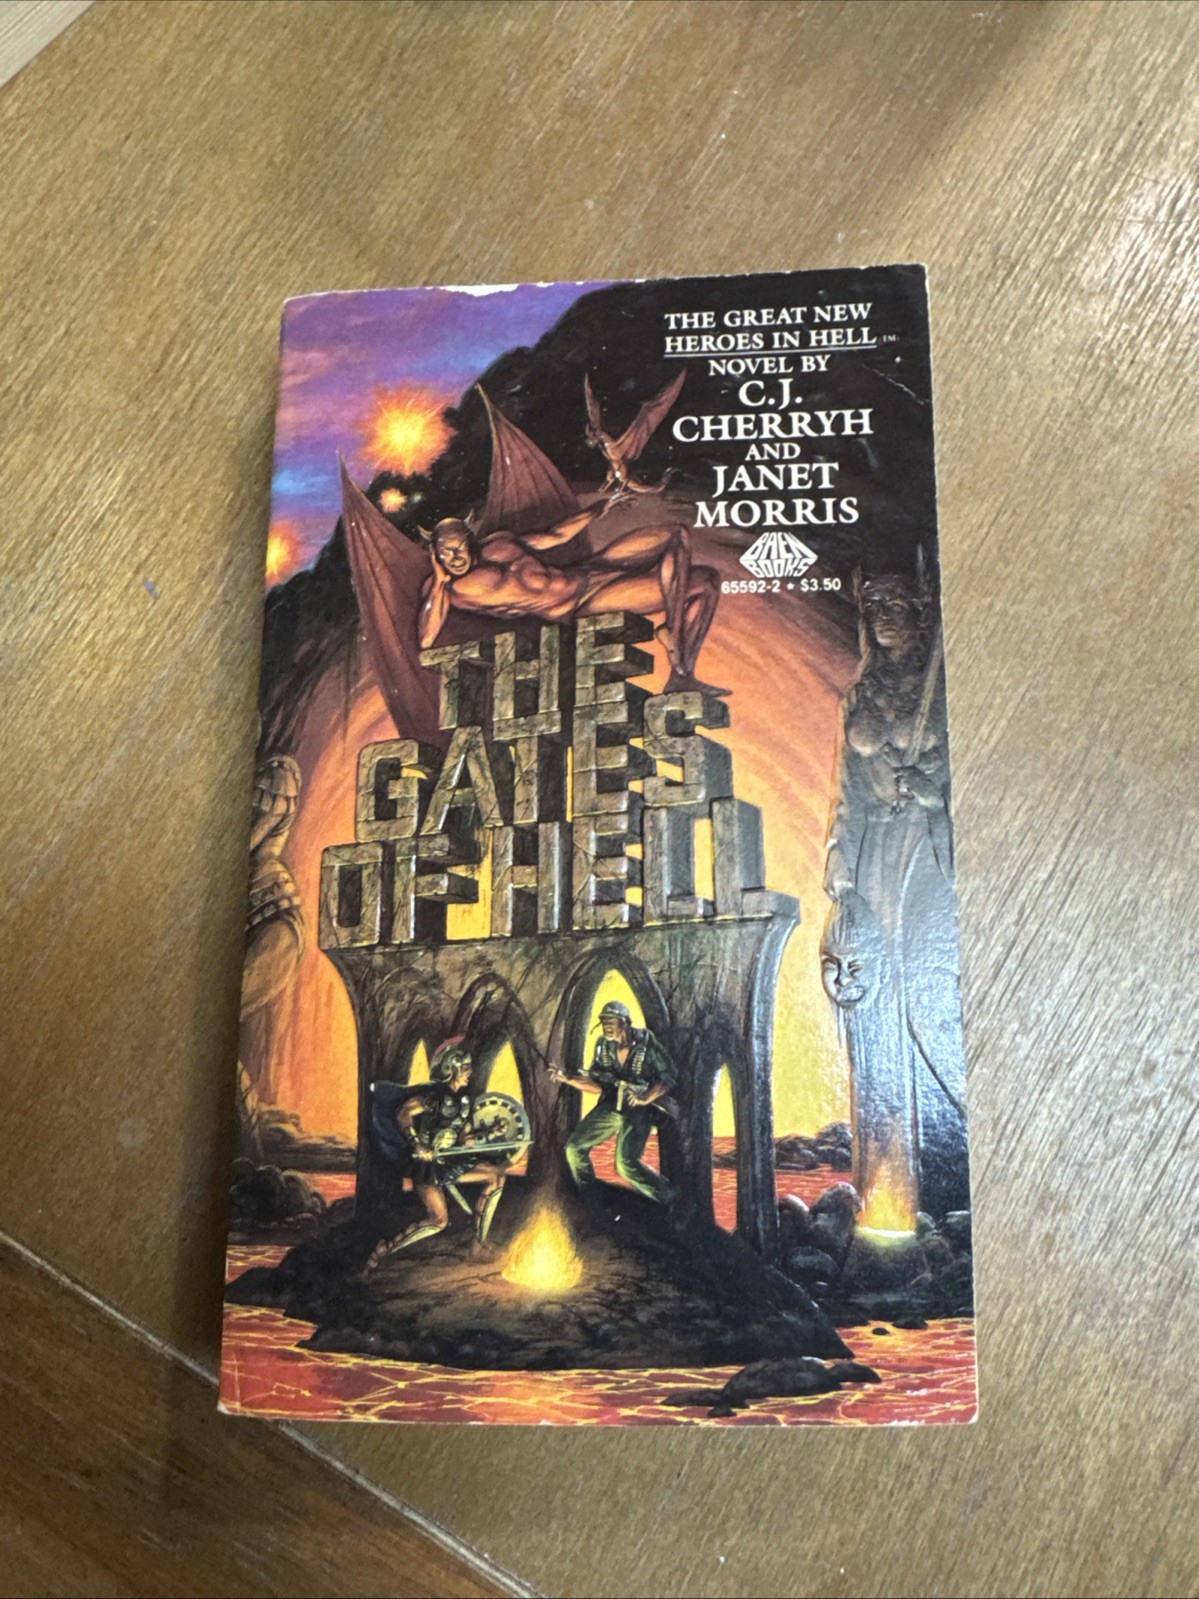 THE GREAT NEW
HEROES IN HELL™
NOVEL BY
C.J.
CHERRYH
AND
JANET
MORRIS
BAEN
BOOKS
65592-2 ★ $3.50
THE
GATES
OF HELL